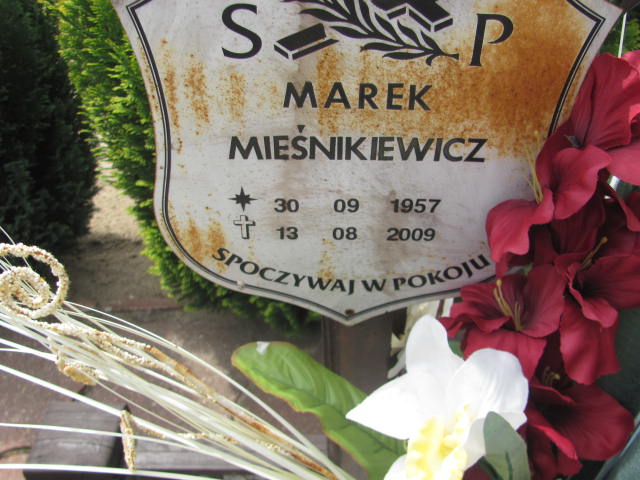 S P
MAREK
MIEŚNIKIEWICZ
30 09 1957
13 08 2009
SPOCZYWAJ W POKOJU